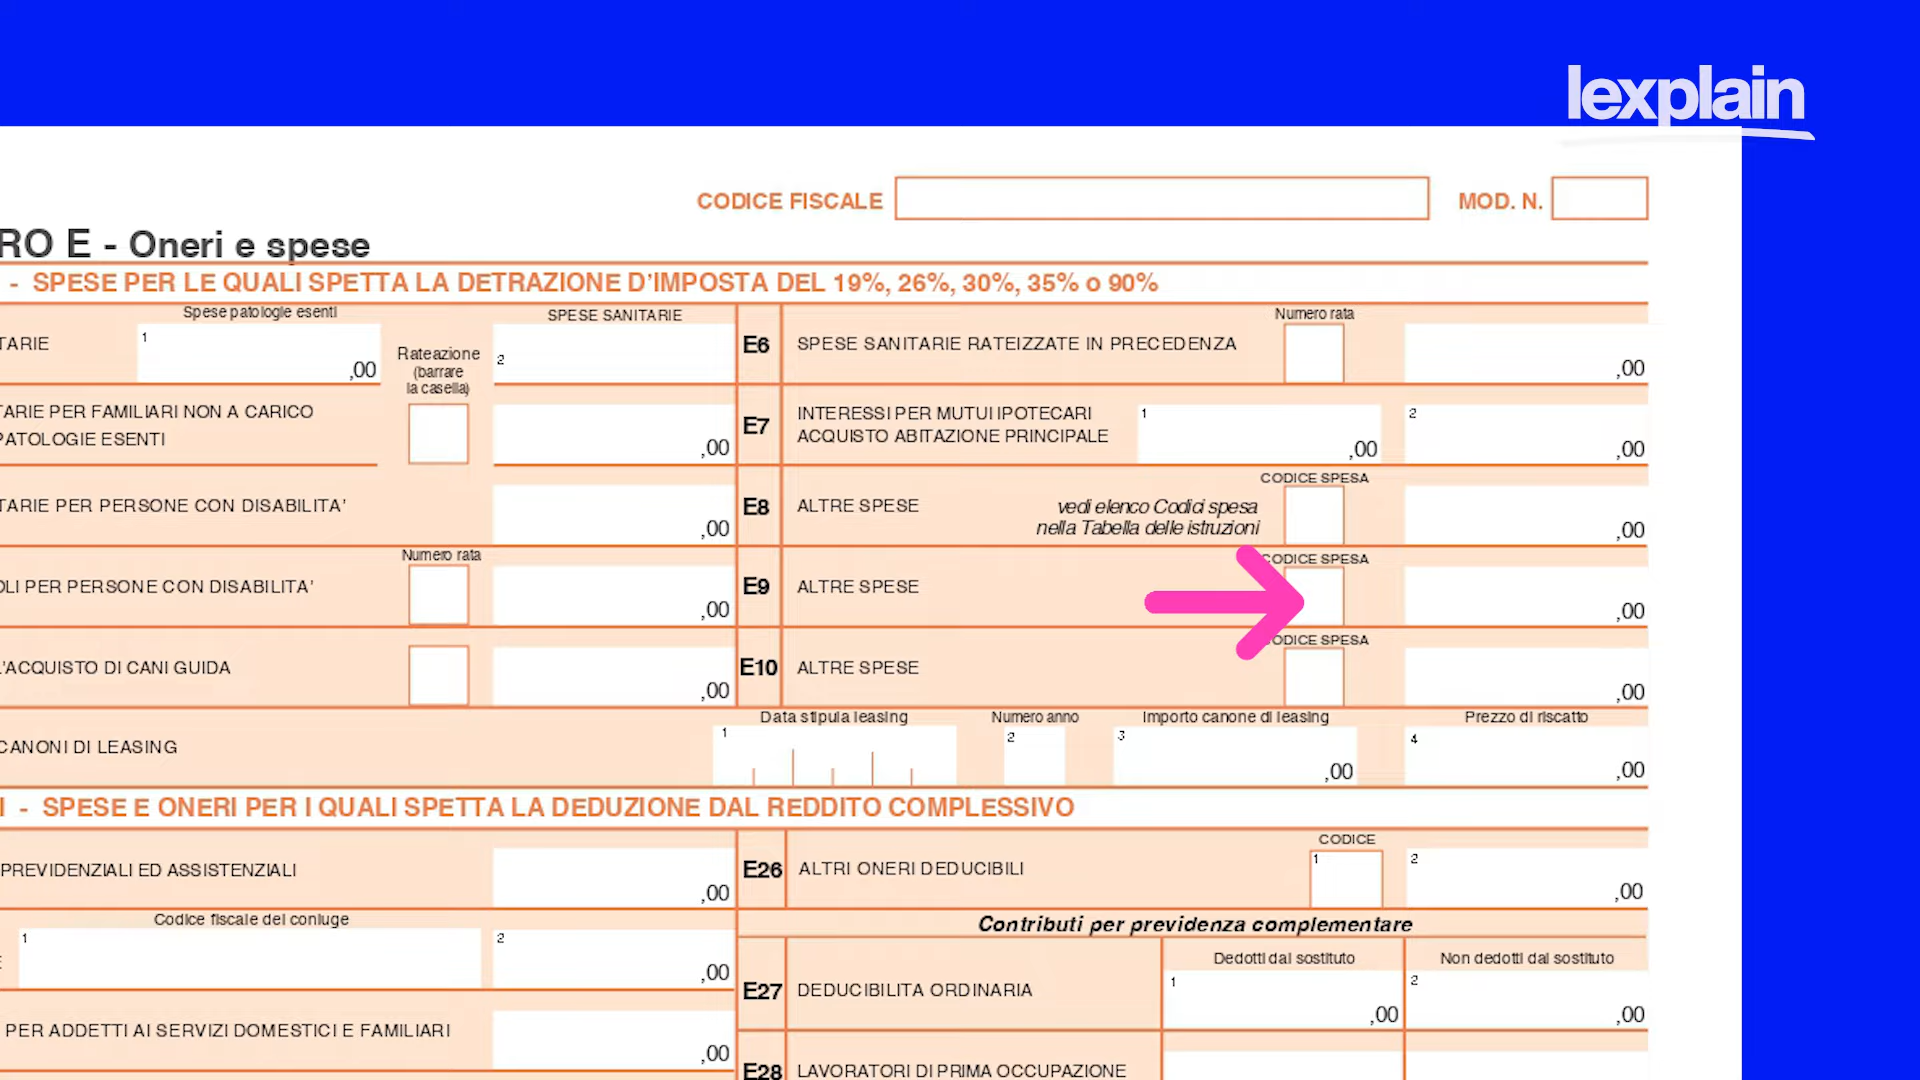 lexplain
CODICE FISCALE MOD. N.
RO E - Oneri e spese
- SPESE PER LE QUALI SPETTA LA DETRAZIONE D'IMPOSTA DEL 19%, 26%, 30%, 35% o 90%
TARIE
Spese patologie esenti
1 ,00
Rateazione
(barrare
la casella)
SPESE SANITARIE
2
E6 SPESE SANITARIE RATEIZZATE IN PRECEDENZA
Numero rata
,00
TARIE PER FAMILIARI NON A CARICO
PATOLOGIE ESENTI
,00
E7 INTERESSI PER MUTUI IPOTECARI
ACQUISTO ABITAZIONE PRINCIPALE
1 ,00 2 ,00
TARIE PER PERSONE CON DISABILITA'
,00
E8 ALTRE SPESE
vedi elenco Codici spesa
nella Tabella delle istruzioni
CODICE SPESA
,00
OLI PER PERSONE CON DISABILITA'
Numero rata
,00
E9 ALTRE SPESE
CODICE SPESA
,00
L'ACQUISTO DI CANI GUIDA
,00
E10 ALTRE SPESE
ODICE SPESA
,00
CANONI DI LEASING
Data stipula leasing Numero anno Importo canone di leasing Prezzo di riscatto
1 2 3 ,00 4 ,00
I - SPESE E ONERI PER I QUALI SPETTA LA DEDUZIONE DAL REDDITO COMPLESSIVO
PREVIDENZIALI ED ASSISTENZIALI
,00
E26 ALTRI ONERI DEDUCIBILI
CODICE
1 2 ,00
Codice fiscale del coniuge
1 2 ,00
Contributi per previdenza complementare
Dedotti dal sostituto Non dedotti dal sostituto
E27 DEDUCIBILITA ORDINARIA
1 ,00 2 ,00
PER ADDETTI AI SERVIZI DOMESTICI E FAMILIARI
,00
E28 LAVORATORI DI PRIMA OCCUPAZIONE